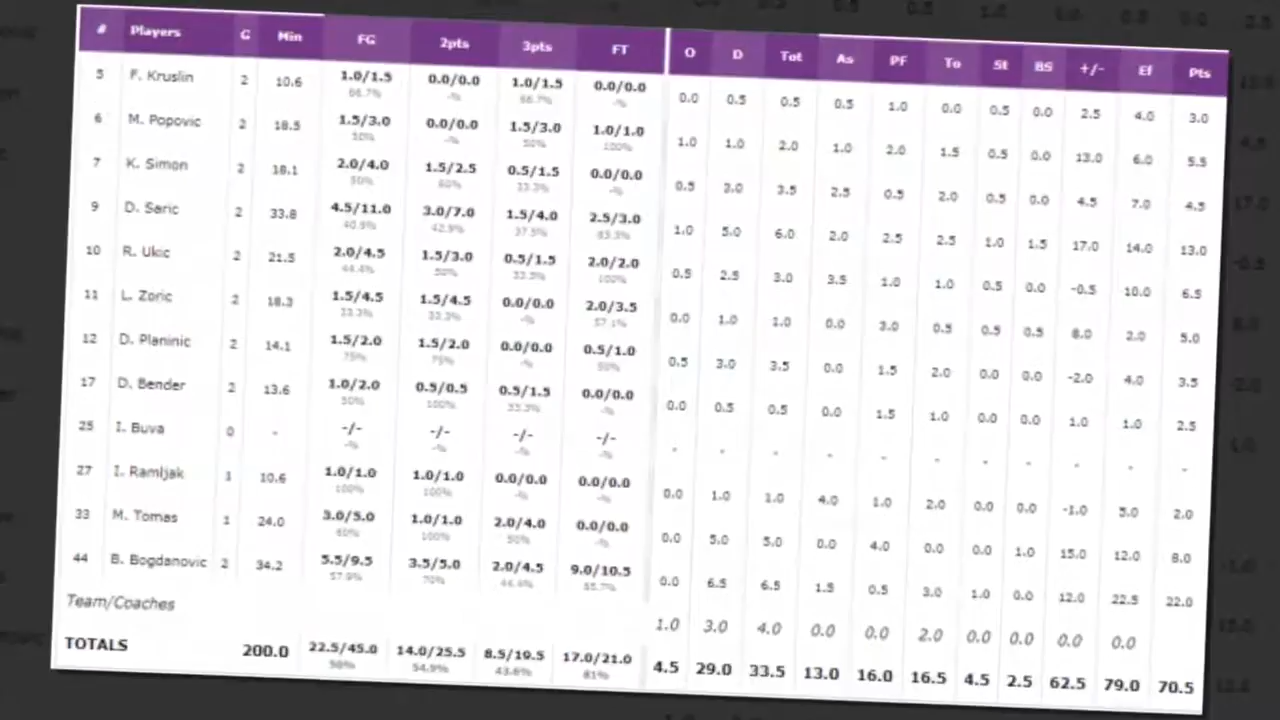 # Players G Min FG 2pts 3pts FT O D Tot As PF To St BS +/- Ef Pts
5 F. Kruslin 2 10.6 1.0/1.5 0.0/0.0 1.0/1.5 0.0/0.0 0.0 0.5 0.5 0.5 1.0 0.0 0.5 0.0 2.5 4.0 3.0
66.7% -% 66.7% -%
6 M. Popovic 2 18.5 1.5/3.0 0.0/0.0 1.5/3.0 1.0/1.0 1.0 1.0 2.0 1.0 2.0 1.5 0.5 0.0 13.0 6.0 5.5
50% -% 50% 100%
7 K. Simon 2 18.1 2.0/4.0 1.5/2.5 0.5/1.5 0.0/0.0 0.5 3.0 3.5 2.5 0.5 2.0 0.5 0.0 4.5 7.0 4.5
50% 60% 33.3% -%
9 D. Saric 2 33.8 4.5/11.0 3.0/7.0 1.5/4.0 2.5/3.0 1.0 5.0 6.0 2.0 2.5 2.5 1.0 1.5 17.0 14.0 13.0
40.9% 42.9% 37.5% 83.3%
10 R. Ukic 2 21.5 2.0/4.5 1.5/3.0 0.5/1.5 2.0/2.0 0.5 2.5 3.0 3.5 1.0 1.0 0.5 0.0 -0.5 10.0 6.5
44.4% 50% 33.3% 100%
11 L. Zoric 2 18.3 1.5/4.5 1.5/4.5 0.0/0.0 2.0/3.5 0.0 1.0 1.0 0.0 3.0 0.5 0.5 0.5 8.0 2.0 5.0
33.3% 33.3% -% 57.1%
12 D. Planinic 2 14.1 1.5/2.0 1.5/2.0 0.0/0.0 0.5/1.0 0.5 3.0 3.5 0.0 1.5 2.0 0.0 0.0 -2.0 4.0 3.5
75% 75% -% 50%
17 D. Bender 2 13.6 1.0/2.0 0.5/0.5 0.5/1.5 0.0/0.0 0.0 0.5 0.5 0.0 1.5 1.0 0.0 0.0 1.0 1.0 2.5
50% 100% 33.3% -%
25 I. Buva 0 - -/- -/- -/- -/- - - - - - - - - - - -
-% -% -% -%
27 I. Ramljak 1 10.6 1.0/1.0 1.0/1.0 0.0/0.0 0.0/0.0 0.0 1.0 1.0 4.0 1.0 2.0 0.0 0.0 -1.0 5.0 2.0
100% 100% -% -%
33 M. Tomas 1 24.0 3.0/5.0 1.0/1.0 2.0/4.0 0.0/0.0 0.0 5.0 5.0 0.0 4.0 0.0 0.0 1.0 15.0 12.0 8.0
60% 100% 50% -%
44 B. Bogdanovic 2 34.2 5.5/9.5 3.5/5.0 2.0/4.5 9.0/10.5 0.0 6.5 6.5 1.5 0.5 3.0 1.0 0.0 12.0 22.5 22.0
57.9% 70% 44.4% 85.7%
Team/Coaches 1.0 3.0 4.0 0.0 0.0 2.0 0.0 0.0 0.0 0.0
TOTALS 200.0 22.5/45.0 14.0/25.5 8.5/19.5 17.0/21.0 4.5 29.0 33.5 13.0 16.0 16.5 4.5 2.5 62.5 79.0 70.5
50% 54.9% 43.6% 81%